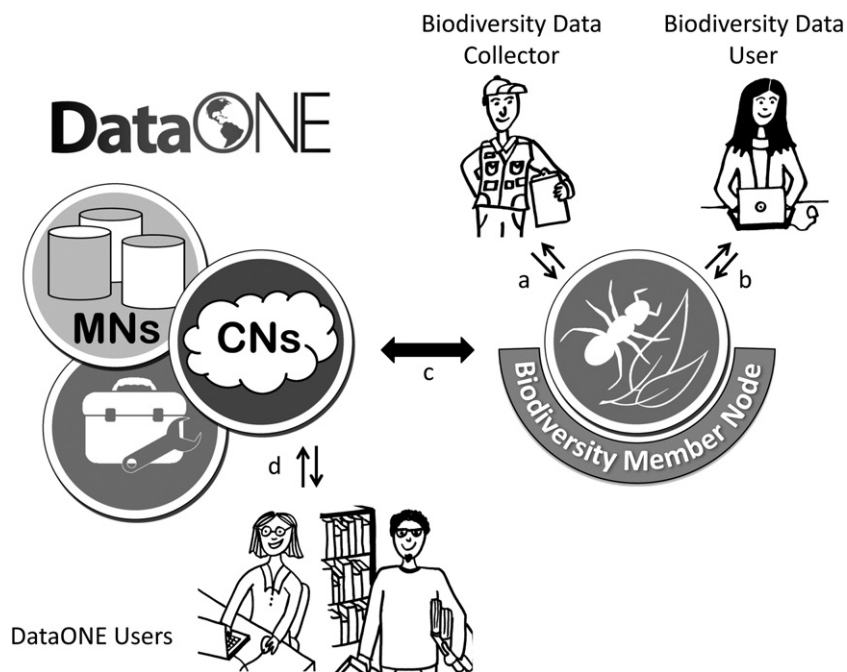 Biodiversity Data
Collector
Biodiversity Data
User
DataONE
MNs
CNs
a
b
c
Biodiversity Member Node
d
DataONE Users